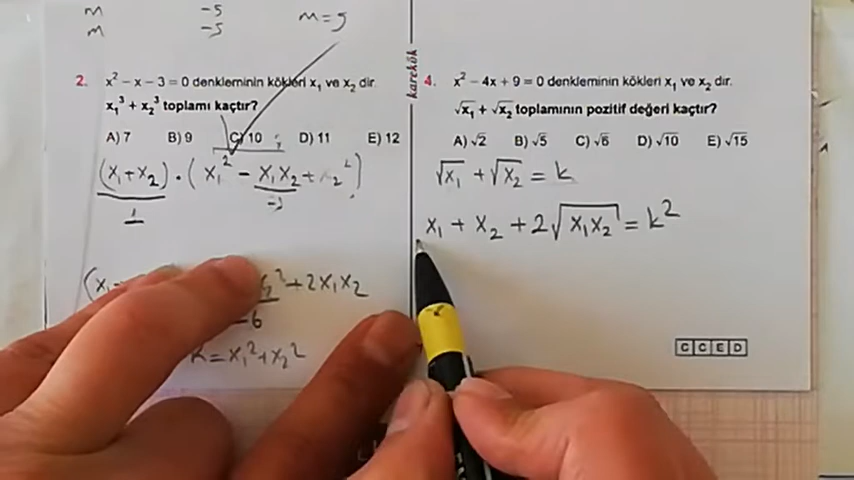 m -5 m=5
m -5
2. x² − x − 3 = 0 denkleminin kökleri x₁ ve x₂ dir.
x₁³ + x₂³ toplamı kaçtır?
A) 7 B) 9 C) 10 D) 11 E) 12
(x₁+x₂)·(x₁² − x₁x₂ + x₂²)
1 -3
x₂² + 2x₁x₂
-6
= x₁² + x₂²
karekök
4. x² − 4x + 9 = 0 denkleminin kökleri x₁ ve x₂ dir.
√x₁ + √x₂ toplamının pozitif değeri kaçtır?
A) √2 B) √5 C) √6 D) √10 E) √15
√x₁ + √x₂ = k
x₁ + x₂ + 2√x₁x₂ = k²
C C E D